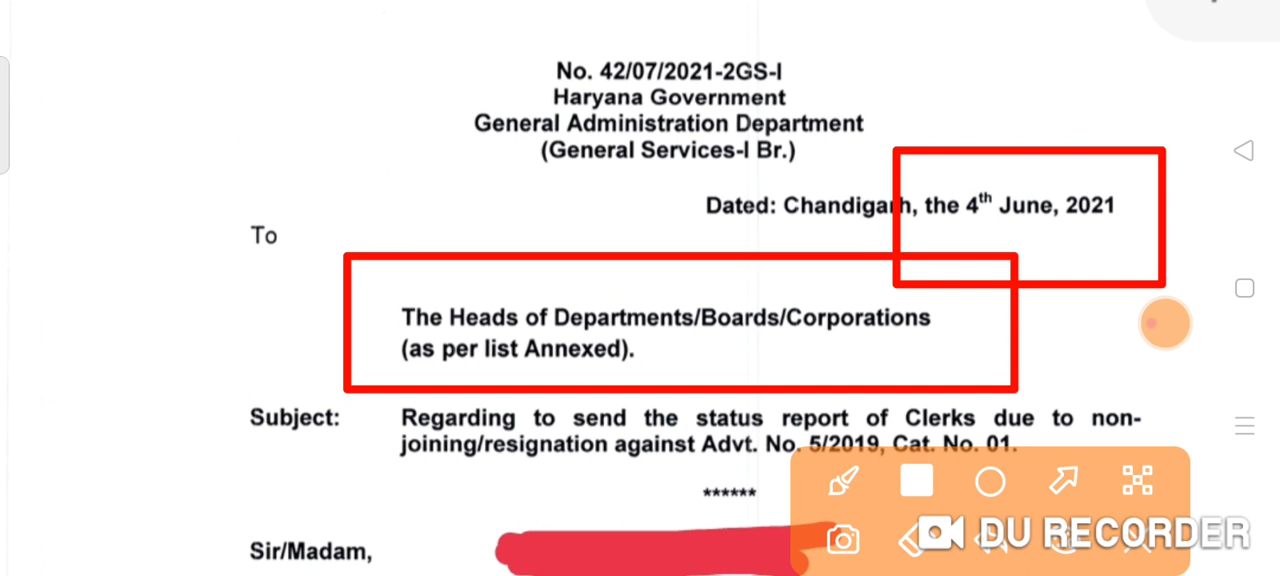 No. 42/07/2021-2GS-I
Haryana Government
General Administration Department
(General Services-I Br.)
Dated: Chandigarh, the 4th June, 2021
To
The Heads of Departments/Boards/Corporations
(as per list Annexed).
Subject: Regarding to send the status report of Clerks due to non-
joining/resignation against Advt. No. 5/2019, Cat. No. 01.
******
Sir/Madam,
DU RECORDER